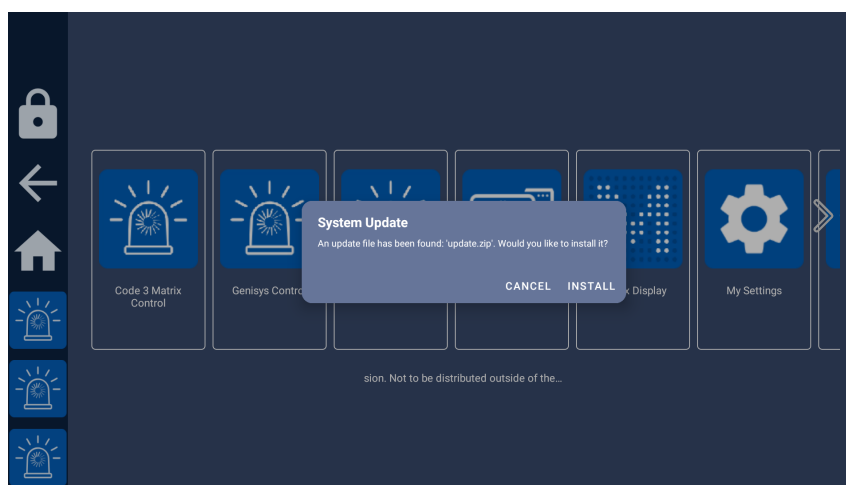 System Update
An update file has been found: 'update.zip'. Would you like to install it?
CANCEL INSTALL
Code 3 Matrix
Control
Genisys Contro
x Display
My Settings
sion. Not to be distributed outside of the...